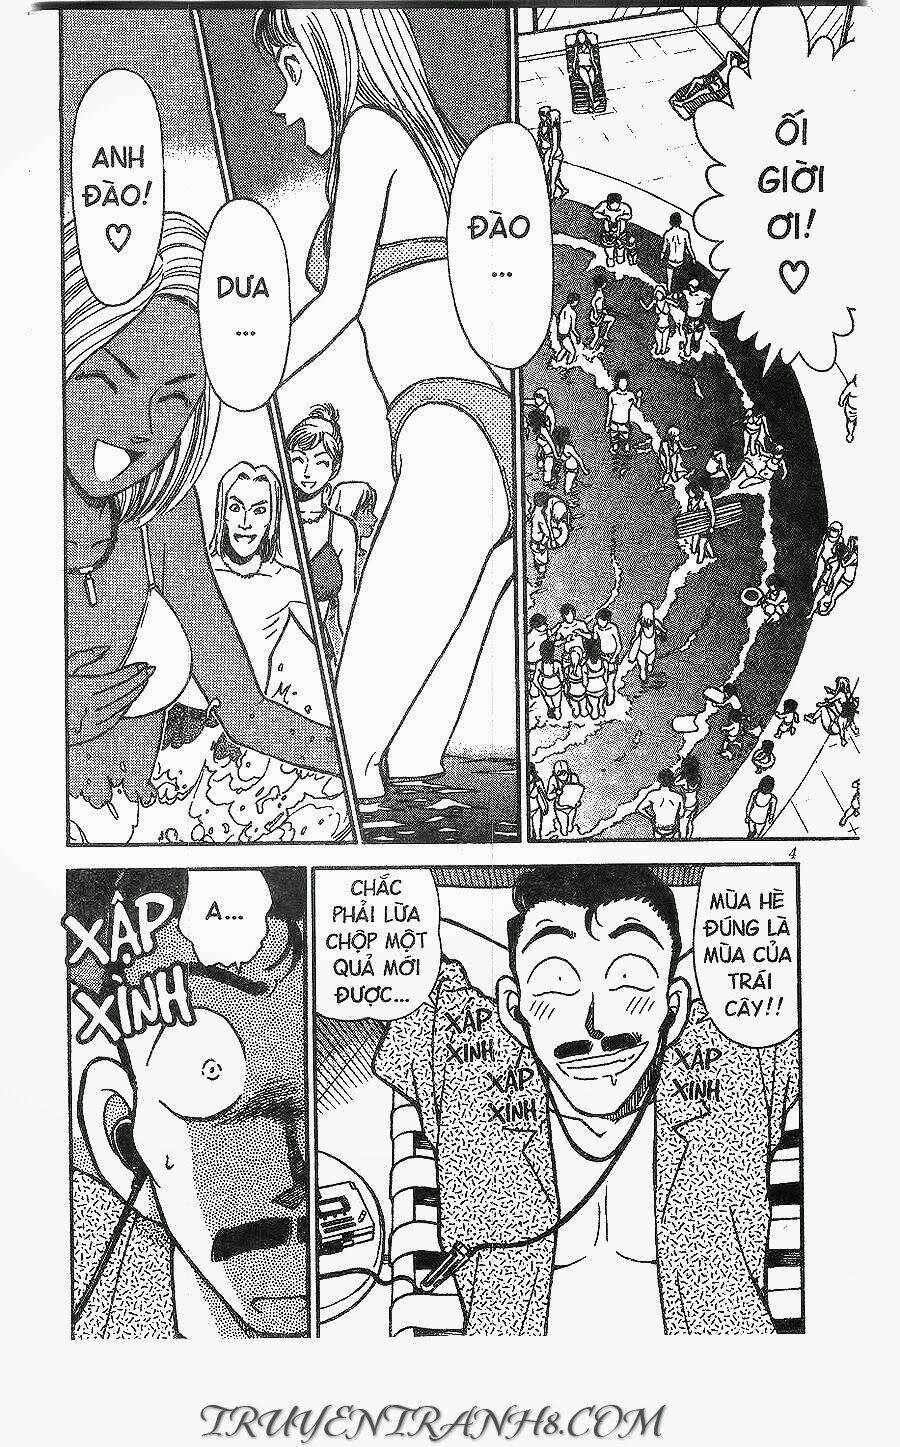 ỐI
GIỜI
ƠI!
♡
ĐÀO
...
DƯA
...
ANH
ĐÀO!
♡
4
MÙA HÈ
ĐÚNG LÀ
MÙA CỦA
TRÁI
CÂY!!
CHẮC
PHẢI LỪA
CHỘP MỘT
QUẢ MỚI
ĐƯỢC...
XẬP
XÌNH
XẬP
XÌNH
XẬP
XÌNH
A...
XẬP
XÌNH
TRUYENTRANH8.COM